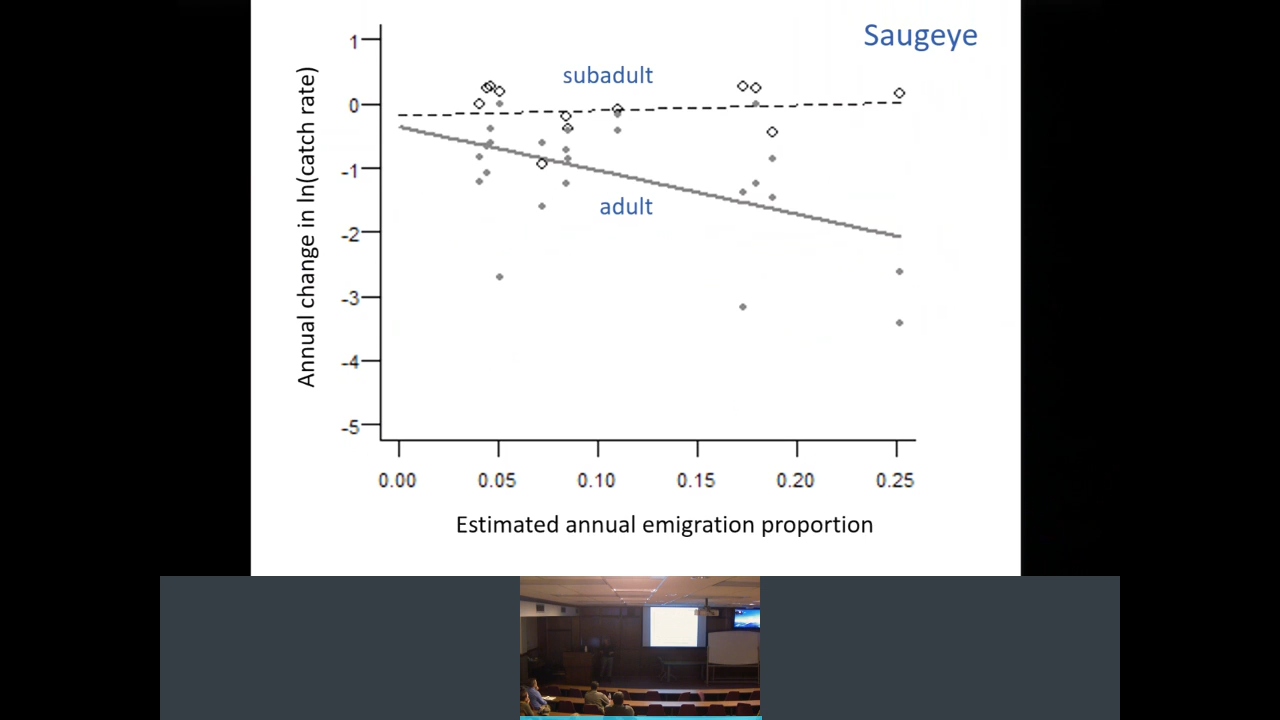 Saugeye
subadult
adult
Annual change in ln(catch rate)
1
0
-1
-2
-3
-4
-5
0.00 0.05 0.10 0.15 0.20 0.25
Estimated annual emigration proportion